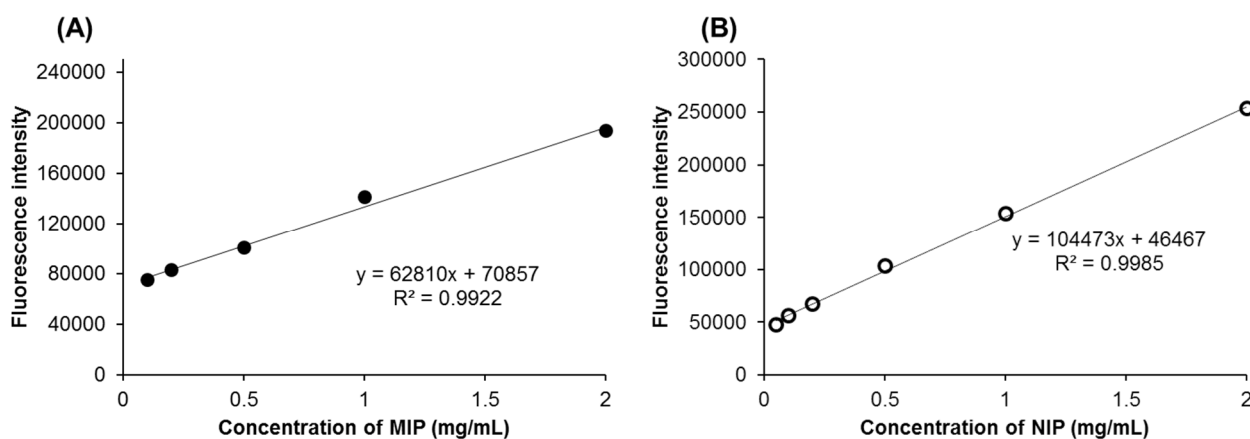 (A)
Fluorescence intensity
240000
200000
160000
120000
80000
40000
0
y = 62810x + 70857
R² = 0.9922
0 0.5 1 1.5 2
Concentration of MIP (mg/mL)
(B)
Fluorescence intensity
300000
250000
200000
150000
100000
50000
0
y = 104473x + 46467
R² = 0.9985
0 0.5 1 1.5 2
Concentration of NIP (mg/mL)